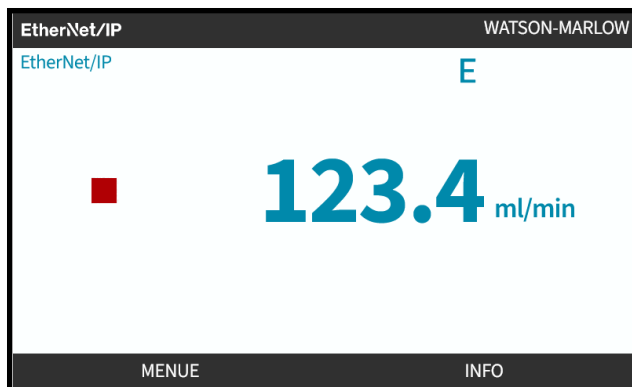 EtherNet/IP
WATSON-MARLOW
EtherNet/IP
E
123.4 ml/min
MENUE
INFO